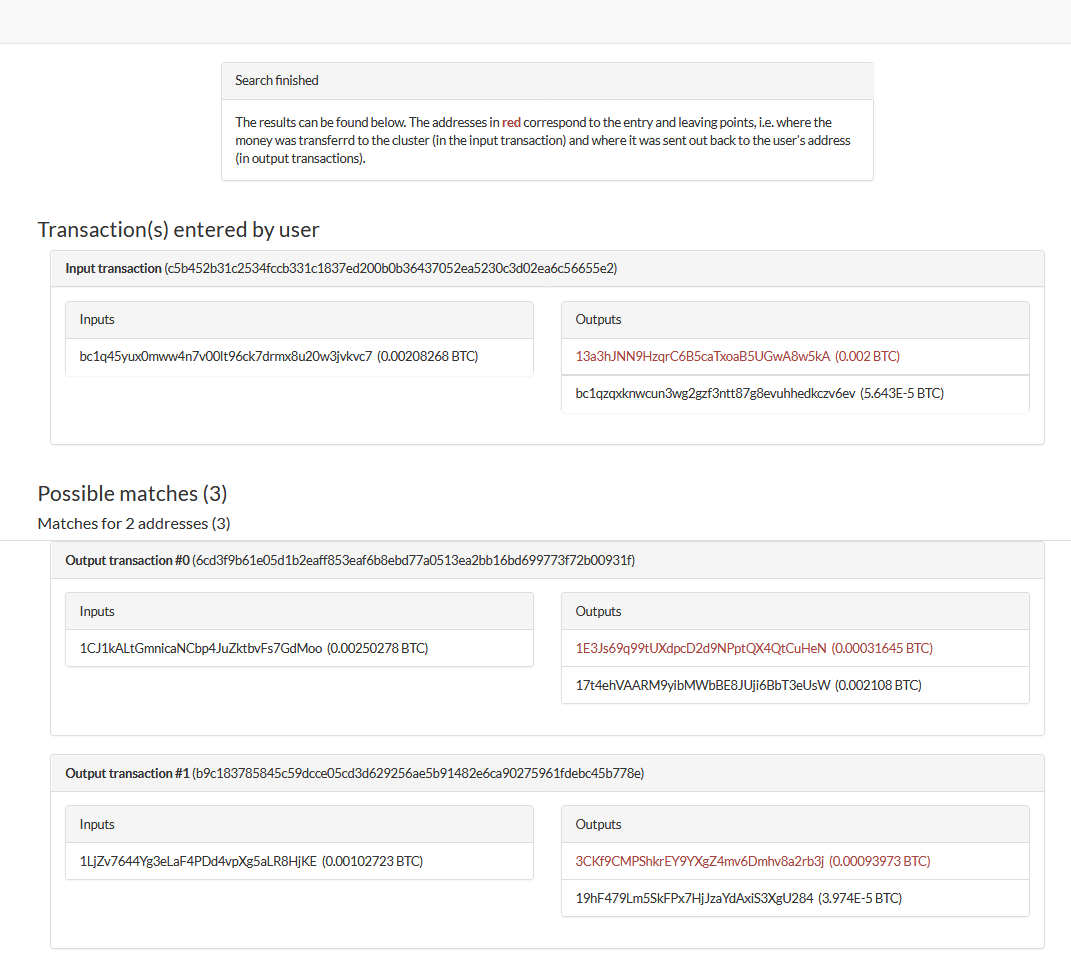 Search finished
The results can be found below. The addresses in red correspond to the entry and leaving points, i.e. where the
money was transferrd to the cluster (in the input transaction) and where it was sent out back to the user's address
(in output transactions).
Transaction(s) entered by user
Input transaction (c5b452b31c2534fccb331c1837ed200b0b36437052ea5230c3d02ea6c56655e2)
Inputs
bc1q45yux0mww4n7v00lt96ck7drmx8u20w3jvkvc7 (0.00208268 BTC)
Outputs
13a3hJNN9HzqrC6B5caTxoaB5UGwA8w5kA (0.002 BTC)
bc1qzqxknwcun3wg2gzf3ntt87g8evuhhedkczv6ev (5.643E-5 BTC)
Possible matches (3)
Matches for 2 addresses (3)
Output transaction #0 (6cd3f9b61e05d1b2eaff853eaf6b8ebd77a0513ea2bb16bd699773f72b00931f)
Inputs
1CJ1kALtGmnicaNCbp4JuZktbvFs7GdMoo (0.00250278 BTC)
Outputs
1E3Js69q99tUXdpcD2d9NPptQX4QtCuHeN (0.00031645 BTC)
17t4ehVAARM9yibMWbBE8JUji6BbT3eUsW (0.002108 BTC)
Output transaction #1 (b9c183785845c59dcce05cd3d629256ae5b91482e6ca90275961fdebc45b778e)
Inputs
1LjZv7644Yg3eLaF4PDd4vpXg5aLR8HjKE (0.00102723 BTC)
Outputs
3CKf9CMPShkrEY9YXgZ4mv6Dmhv8a2rb3j (0.00093973 BTC)
19hF479Lm5SkFPx7HjJzaYdAxiS3XgU284 (3.974E-5 BTC)